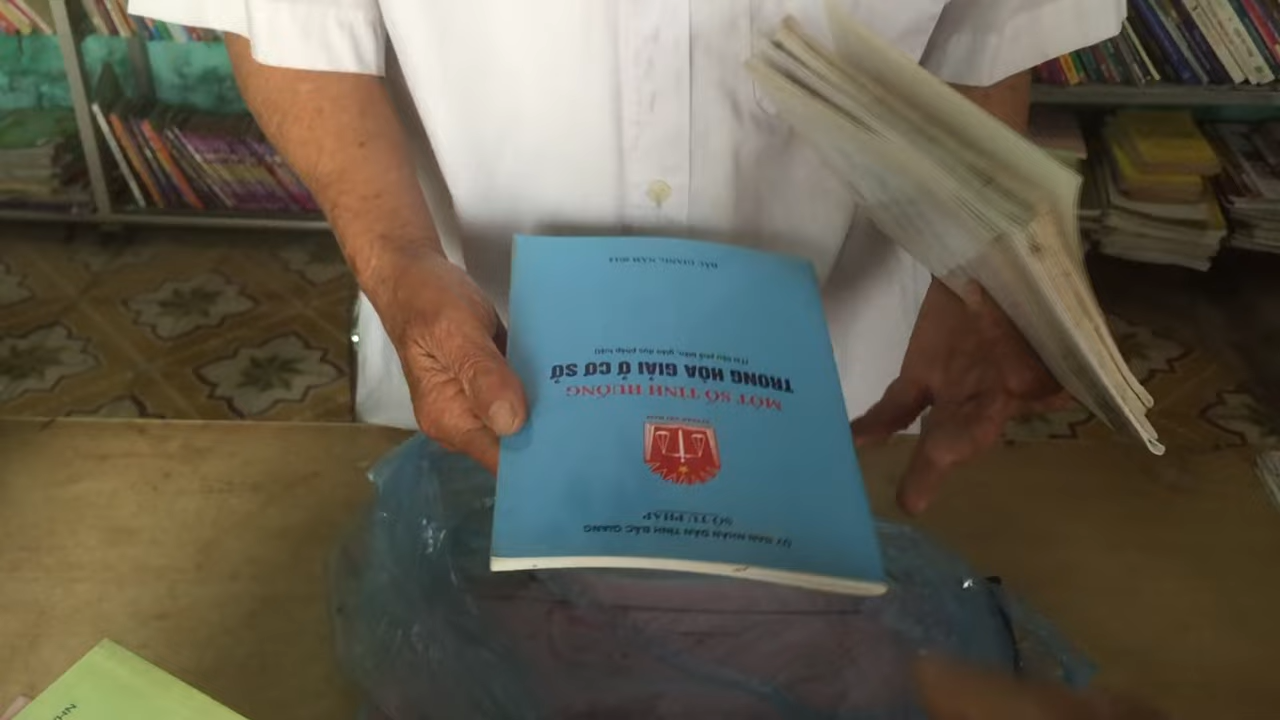 ỦY BAN NHÂN DÂN TỈNH BẮC GIANG
SỞ TƯ PHÁP
MỘT SỐ TÌNH HUỐNG
TRONG HÒA GIẢI Ở CƠ SỞ
(Tài liệu phổ biến, giáo dục pháp luật)
BẮC GIANG, NĂM